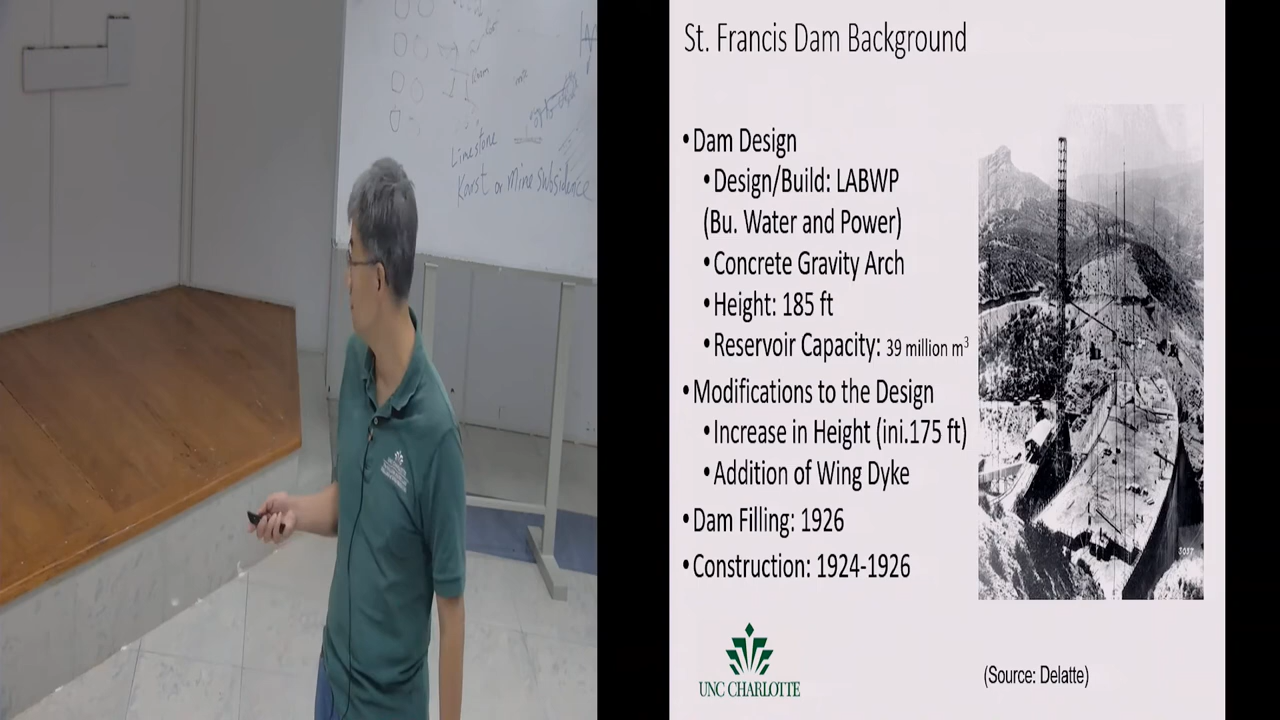 Room
Limestone
Karst or Mine Subsidence
St. Francis Dam Background
•Dam Design
•Design/Build: LABWP
(Bu. Water and Power)
•Concrete Gravity Arch
•Height: 185 ft
•Reservoir Capacity: 39 million m³
•Modifications to the Design
•Increase in Height (ini.175 ft)
•Addition of Wing Dyke
•Dam Filling: 1926
•Construction: 1924-1926
3057
UNC CHARLOTTE
(Source: Delatte)